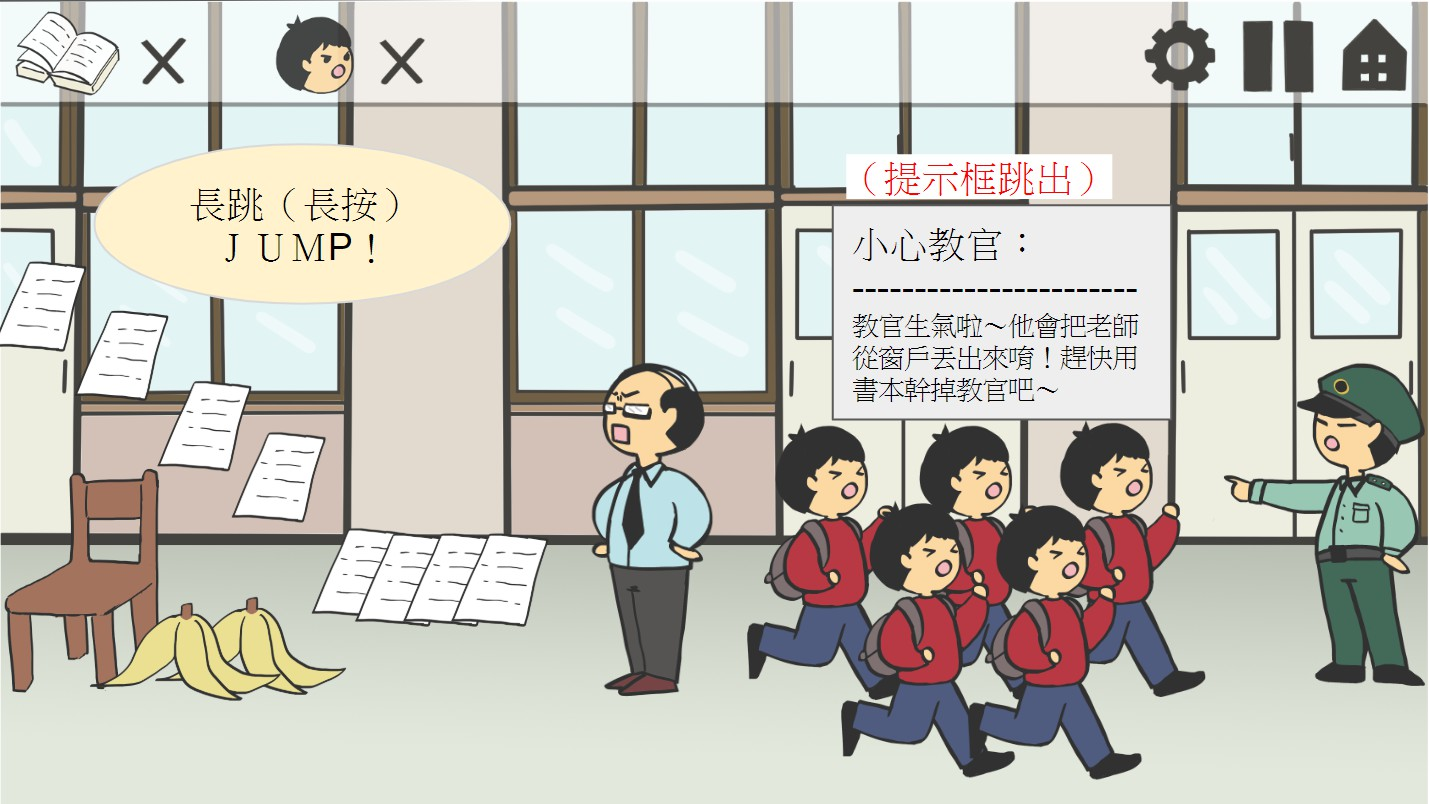 長跳（長按）
ＪＵＭP！
（提示框跳出）
小心教官：
-----------------------
教官生氣啦～他會把老師
從窗戶丟出來唷！趕快用
書本幹掉教官吧～